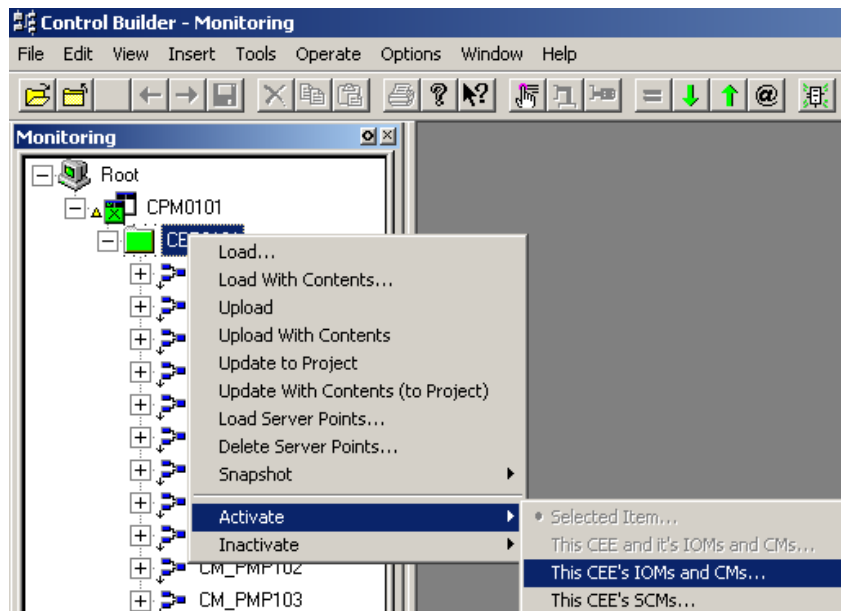 Control Builder - Monitoring
File Edit View Insert Tools Operate Options Window Help
Monitoring
Root
CPM0101
Load...
Load With Contents...
Upload
Upload With Contents
Update to Project
Update With Contents (to Project)
Load Server Points...
Delete Server Points...
Snapshot
Activate
Inactivate
Selected Item...
This CEE and it's IOMs and CMs...
This CEE's IOMs and CMs...
This CEE's SCMs...
CM_PMP102
CM_PMP103